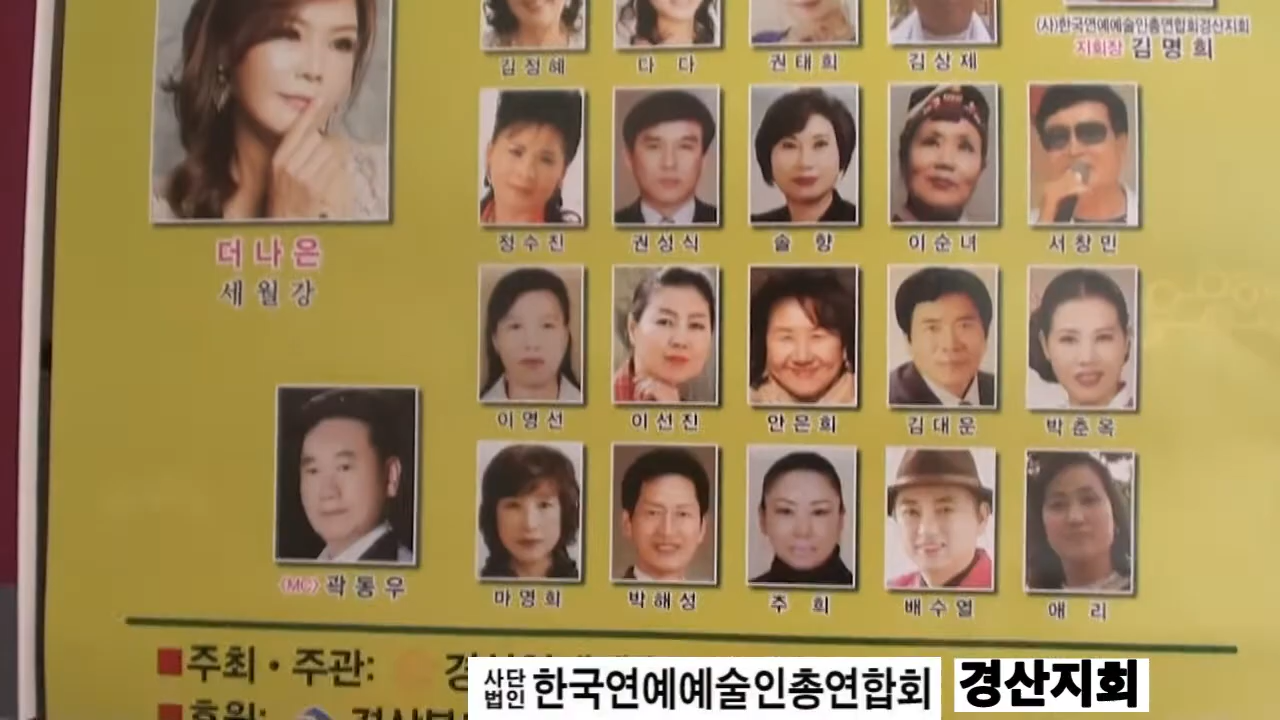 (사)한국연예예술인총연합회경산지회
지회장 김명희
김정혜 다 다 권태희 김상제
정수진 권성식 솔 향 이순녀 서창민
더나은
세월강
이영선 이선진 안은희 김대운 박춘옥
<MC> 곽동우
마명희 박해성 추 희 배수열 애 리
■주최·주관:
■후원:
사단법인 한국연예예술인총연합회 경산지회